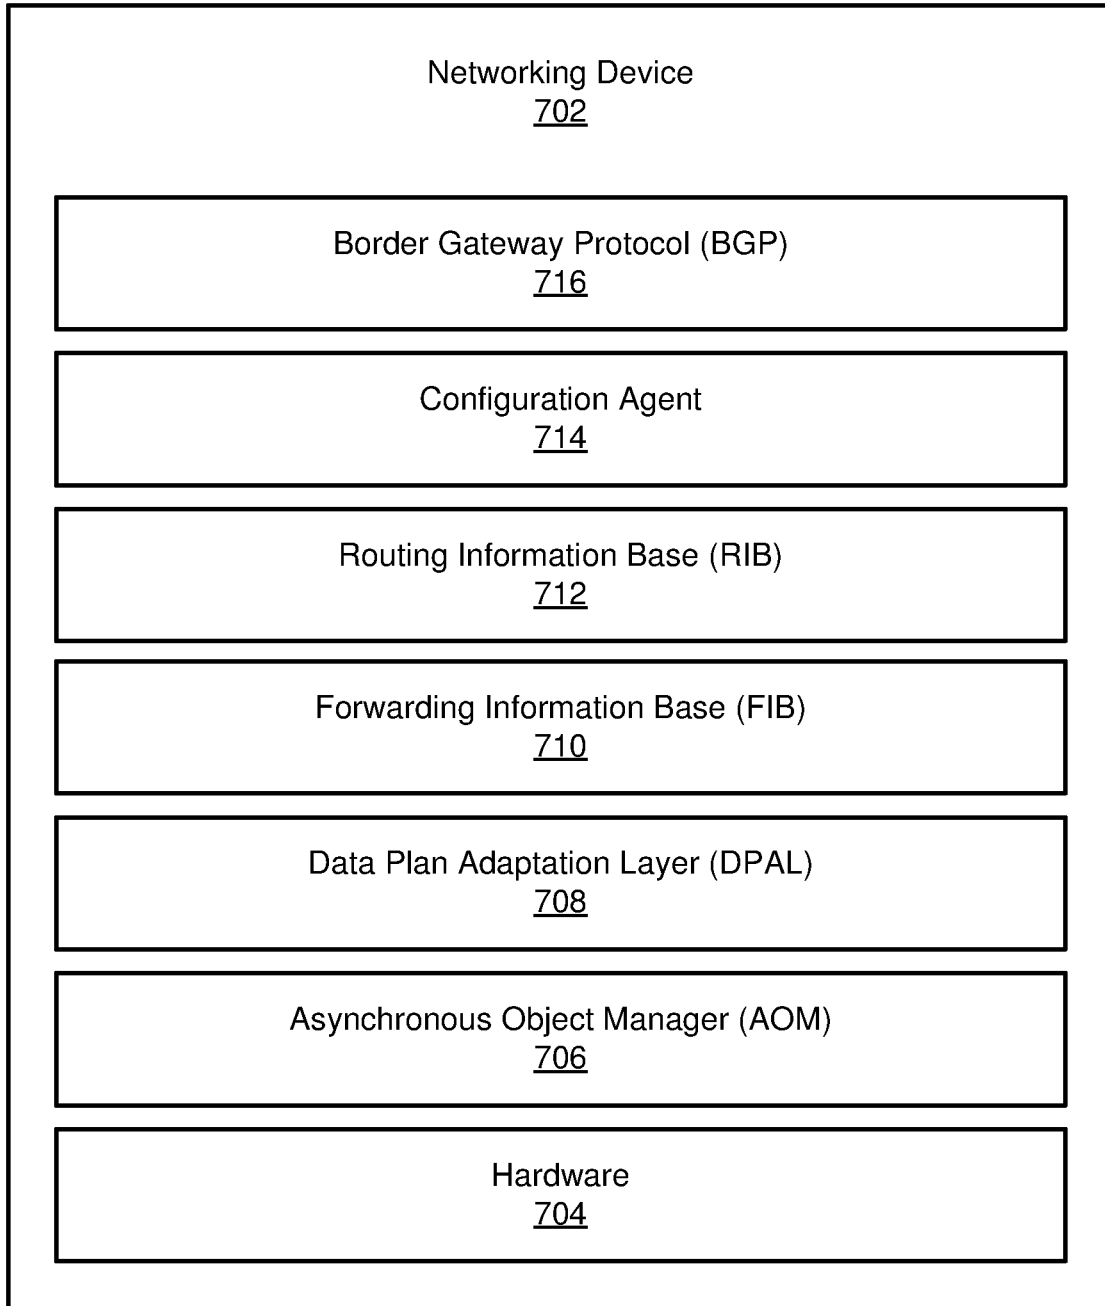 Networking Device
702
Border Gateway Protocol (BGP)
716
Configuration Agent
714
Routing Information Base (RIB)
712
Forwarding Information Base (FIB)
710
Data Plan Adaptation Layer (DPAL)
708
Asynchronous Object Manager (AOM)
706
Hardware
704